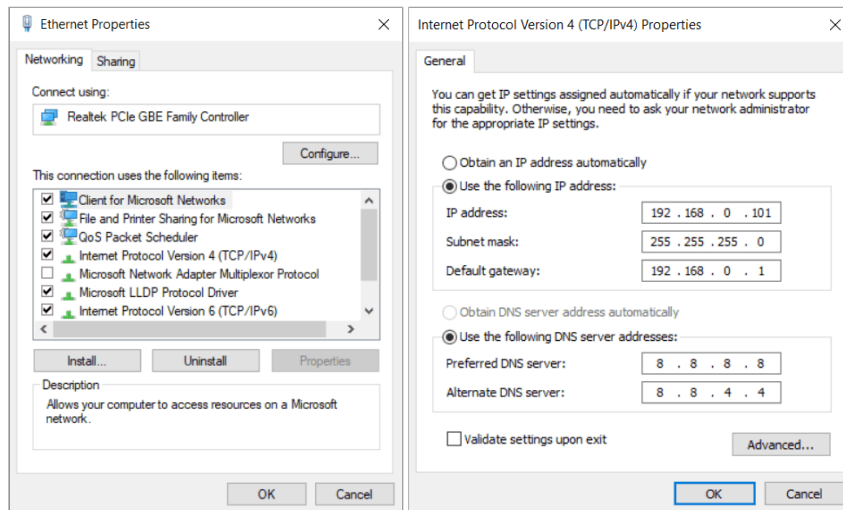 Ethernet Properties
Networking
Sharing
Connect using:
Realtek PCIe GBE Family Controller
Configure...
This connection uses the following items:
Client for Microsoft Networks
File and Printer Sharing for Microsoft Networks
QoS Packet Scheduler
Internet Protocol Version 4 (TCP/IPv4)
Microsoft Network Adapter Multiplexor Protocol
Microsoft LLDP Protocol Driver
Internet Protocol Version 6 (TCP/IPv6)
Install...
Uninstall
Properties
Description
Allows your computer to access resources on a Microsoft
network.
OK
Cancel
Internet Protocol Version 4 (TCP/IPv4) Properties
General
You can get IP settings assigned automatically if your network supports
this capability. Otherwise, you need to ask your network administrator
for the appropriate IP settings.
Obtain an IP address automatically
Use the following IP address:
IP address:
192 . 168 . 0 . 101
Subnet mask:
255 . 255 . 255 . 0
Default gateway:
192 . 168 . 0 . 1
Obtain DNS server address automatically
Use the following DNS server addresses:
Preferred DNS server:
8 . 8 . 8 . 8
Alternate DNS server:
8 . 8 . 4 . 4
Validate settings upon exit
Advanced...
OK
Cancel